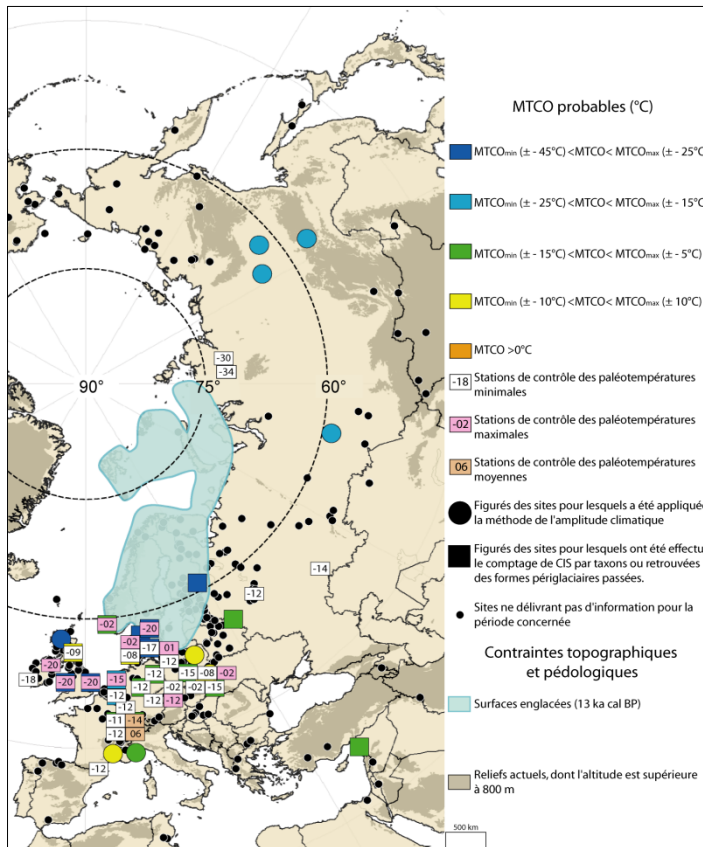 MTCO probables (°C)
MTCOmin (± - 45°C) <MTCO< MTCOmax (± - 25°C)
MTCOmin (± - 25°C) <MTCO< MTCOmax (± - 15°C)
MTCOmin (± - 15°C) <MTCO< MTCOmax (± - 5°C)
MTCOmin (± - 10°C) <MTCO< MTCOmax (± 10°C)
MTCO >0°C
-18 Stations de contrôle des paléotempératures
minimales
-02 Stations de contrôle des paléotempératures
maximales
06 Stations de contrôle des paléotempératures
moyennes
Figurés des sites pour lesquels a été appliquée
la méthode de l'amplitude climatique
Figurés des sites pour lesquels ont été effectu
le comptage de CIS par taxons ou retrouvées
des formes périglaciaires passées.
Sites ne délivrant pas d'information pour la
période concernée
Contraintes topographiques
et pédologiques
Surfaces englacées (13 ka cal BP)
Reliefs actuels, dont l'altitude est supérieure
à 800 m
500 km
-30
-34
90° 75° 60°
-14
-12
-02 -20
-02 -17 01
-09 -08 -12
-20 -12 -15 -08 -02
-18 -20 -20 -15 -12 -02 -02 -15
-12 -12 -12
-12
-11 -14
-12 06
-12